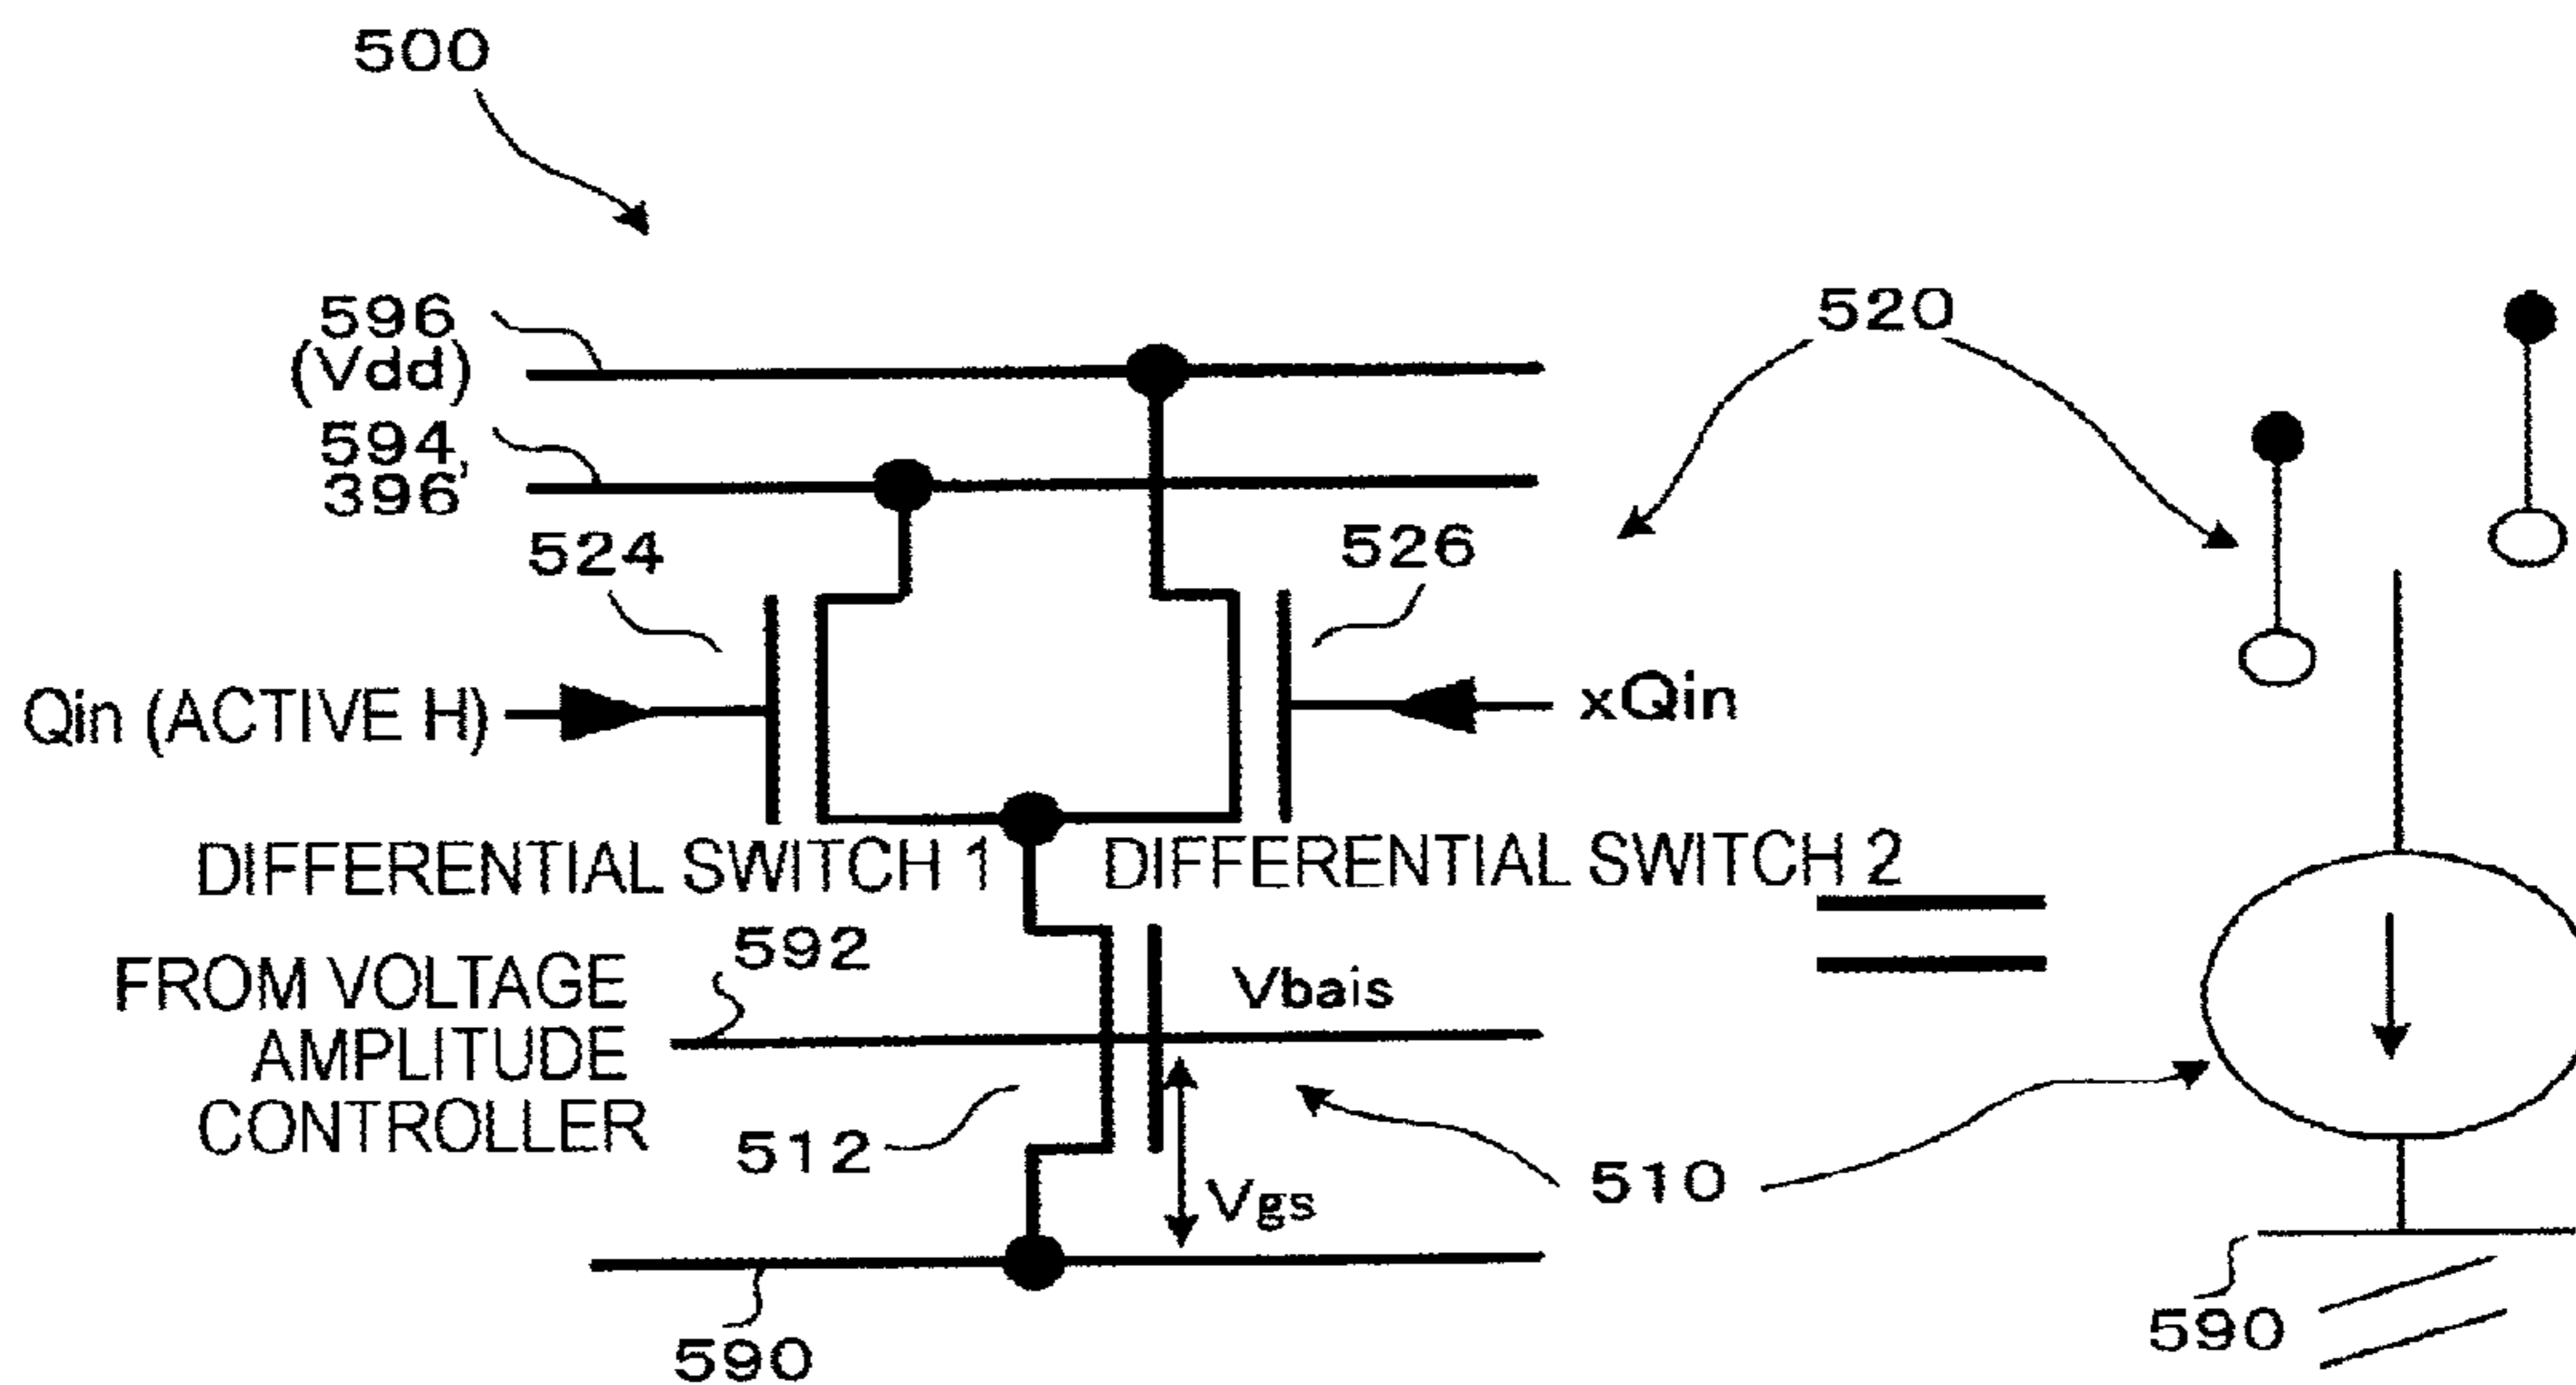 500
596
(Vdd)
520
594,
396
524
526
Qin (ACTIVE H)
xQin
DIFFERENTIAL SWITCH 1
DIFFERENTIAL SWITCH 2
592
FROM VOLTAGE
AMPLITUDE
CONTROLLER
Vbais
512
510
Vgs
590
590